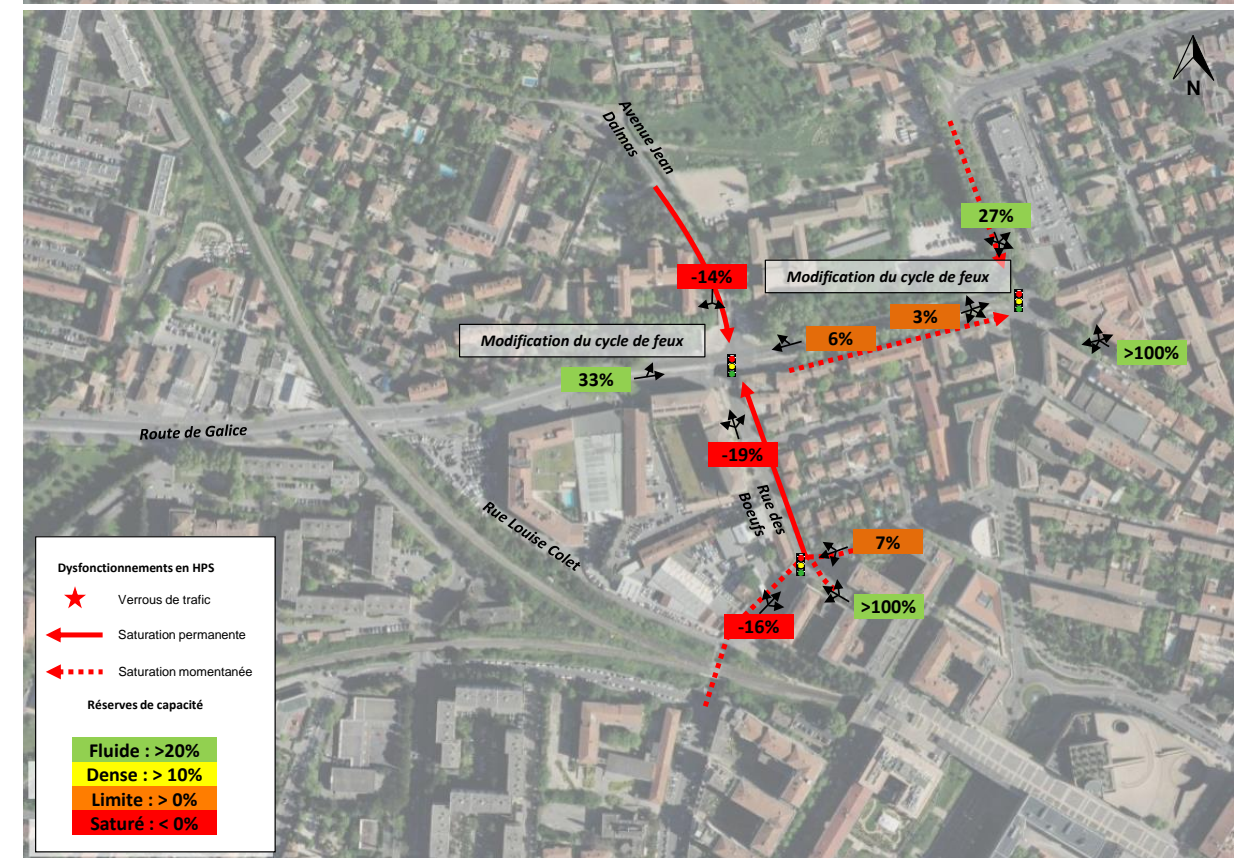 N
Avenue Jean
Dalmas
27%
-14%
Modification du cycle de feux
3%
6%
Modification du cycle de feux
>100%
33%
Route de Galice
-19%
Rue des
Boeufs
Rue Louise Colet
7%
>100%
-16%
Dysfonctionnements en HPS
Verrous de trafic
Saturation permanente
Saturation momentanée
Réserves de capacité
Fluide : >20%
Dense : > 10%
Limite : > 0%
Saturé : < 0%